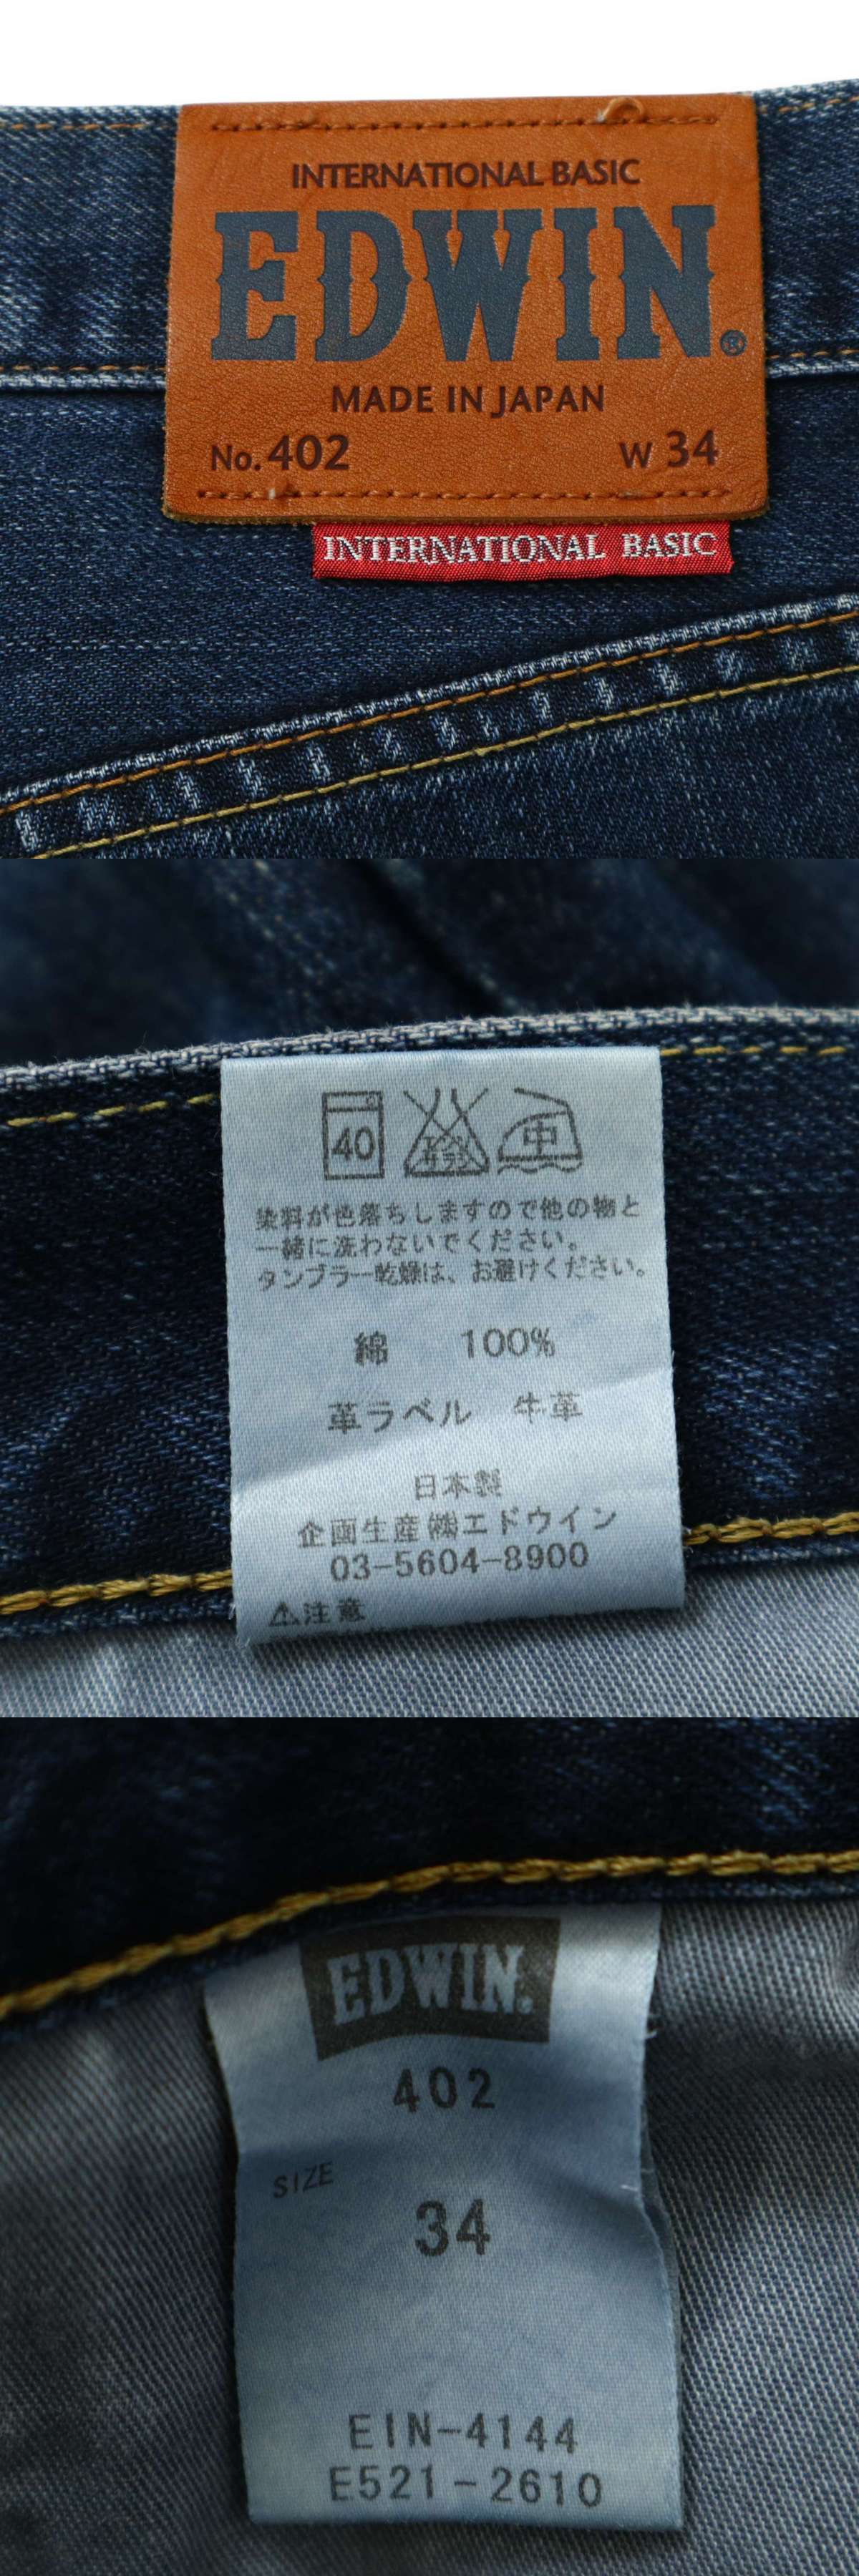 INTERNATIONAL BASIC
EDWIN®
MADE IN JAPAN
No. 402 W 34
INTERNATIONAL BASIC
40 中
染料が色落ちしますので他の物と
一緒に洗わないでください。
タンブラー乾燥は、お避けください。
綿 100%
革ラベル 牛革
日本製
企画生産㈱エドウイン
03-5604-8900
⚠注意
EDWIN.
402
SIZE
34
EIN-4144
E521-2610